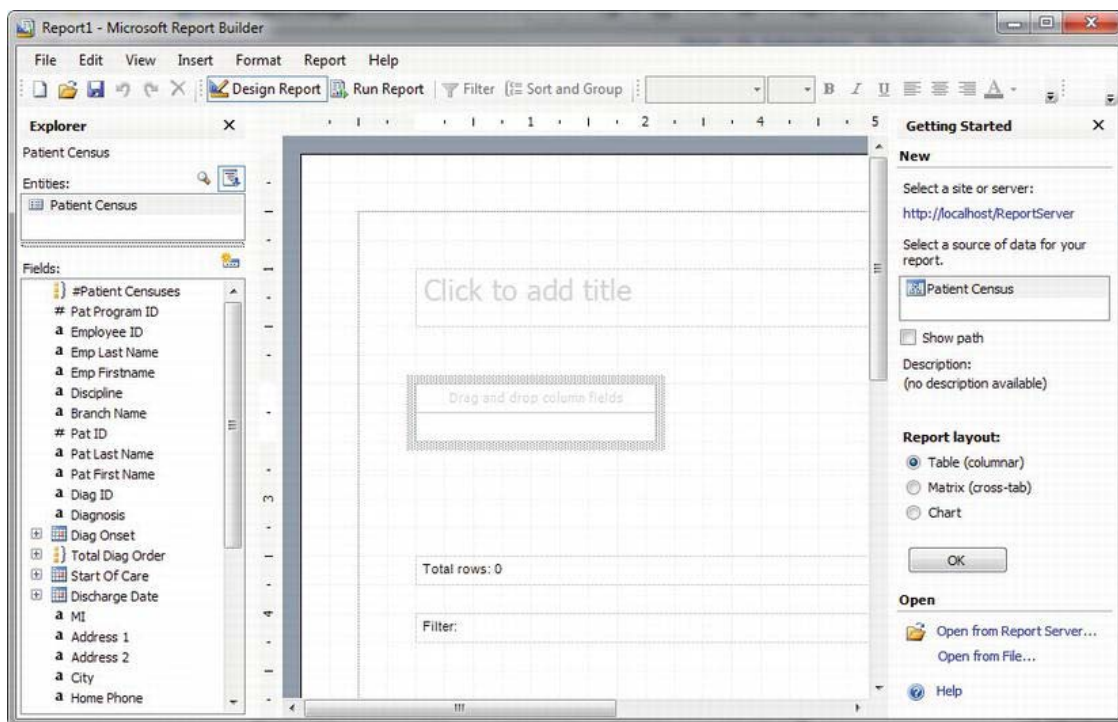 Report1 - Microsoft Report Builder
File Edit View Insert Format Report Help
Design Report Run Report Filter Sort and Group B I U A
Explorer
Patient Census
Entities:
Patient Census
Fields:
#Patient Censuses
# Pat Program ID
a Employee ID
a Emp Last Name
a Emp Firstname
a Discipline
a Branch Name
# Pat ID
a Pat Last Name
a Pat First Name
a Diag ID
a Diagnosis
Diag Onset
Total Diag Order
Start Of Care
Discharge Date
a MI
a Address 1
a Address 2
a City
a Home Phone
1 2 4 5
3
4
Click to add title
Drag and drop column fields
Total rows: 0
Filter:
Getting Started
New
Select a site or server:
http://localhost/ReportServer
Select a source of data for your
report.
Patient Census
Show path
Description:
(no description available)
Report layout:
Table (columnar)
Matrix (cross-tab)
Chart
OK
Open
Open from Report Server...
Open from File...
Help